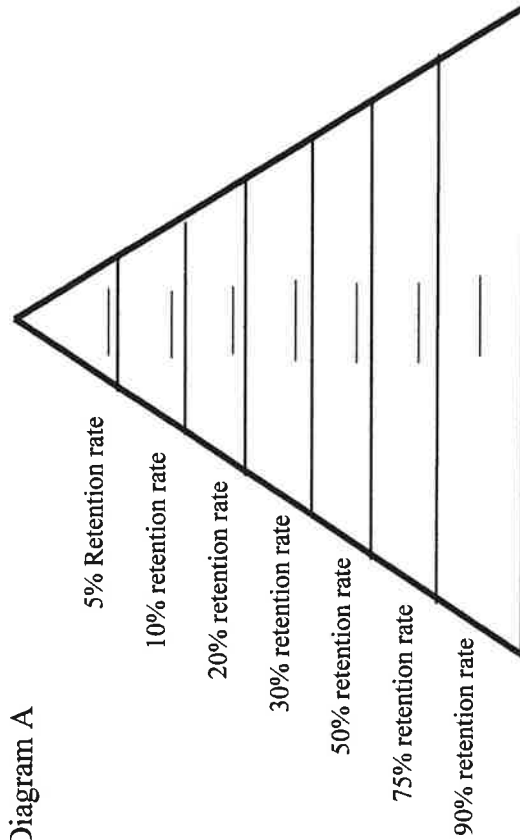 Diagram A
5% Retention rate
10% retention rate
20% retention rate
30% retention rate
50% retention rate
75% retention rate
90% retention rate